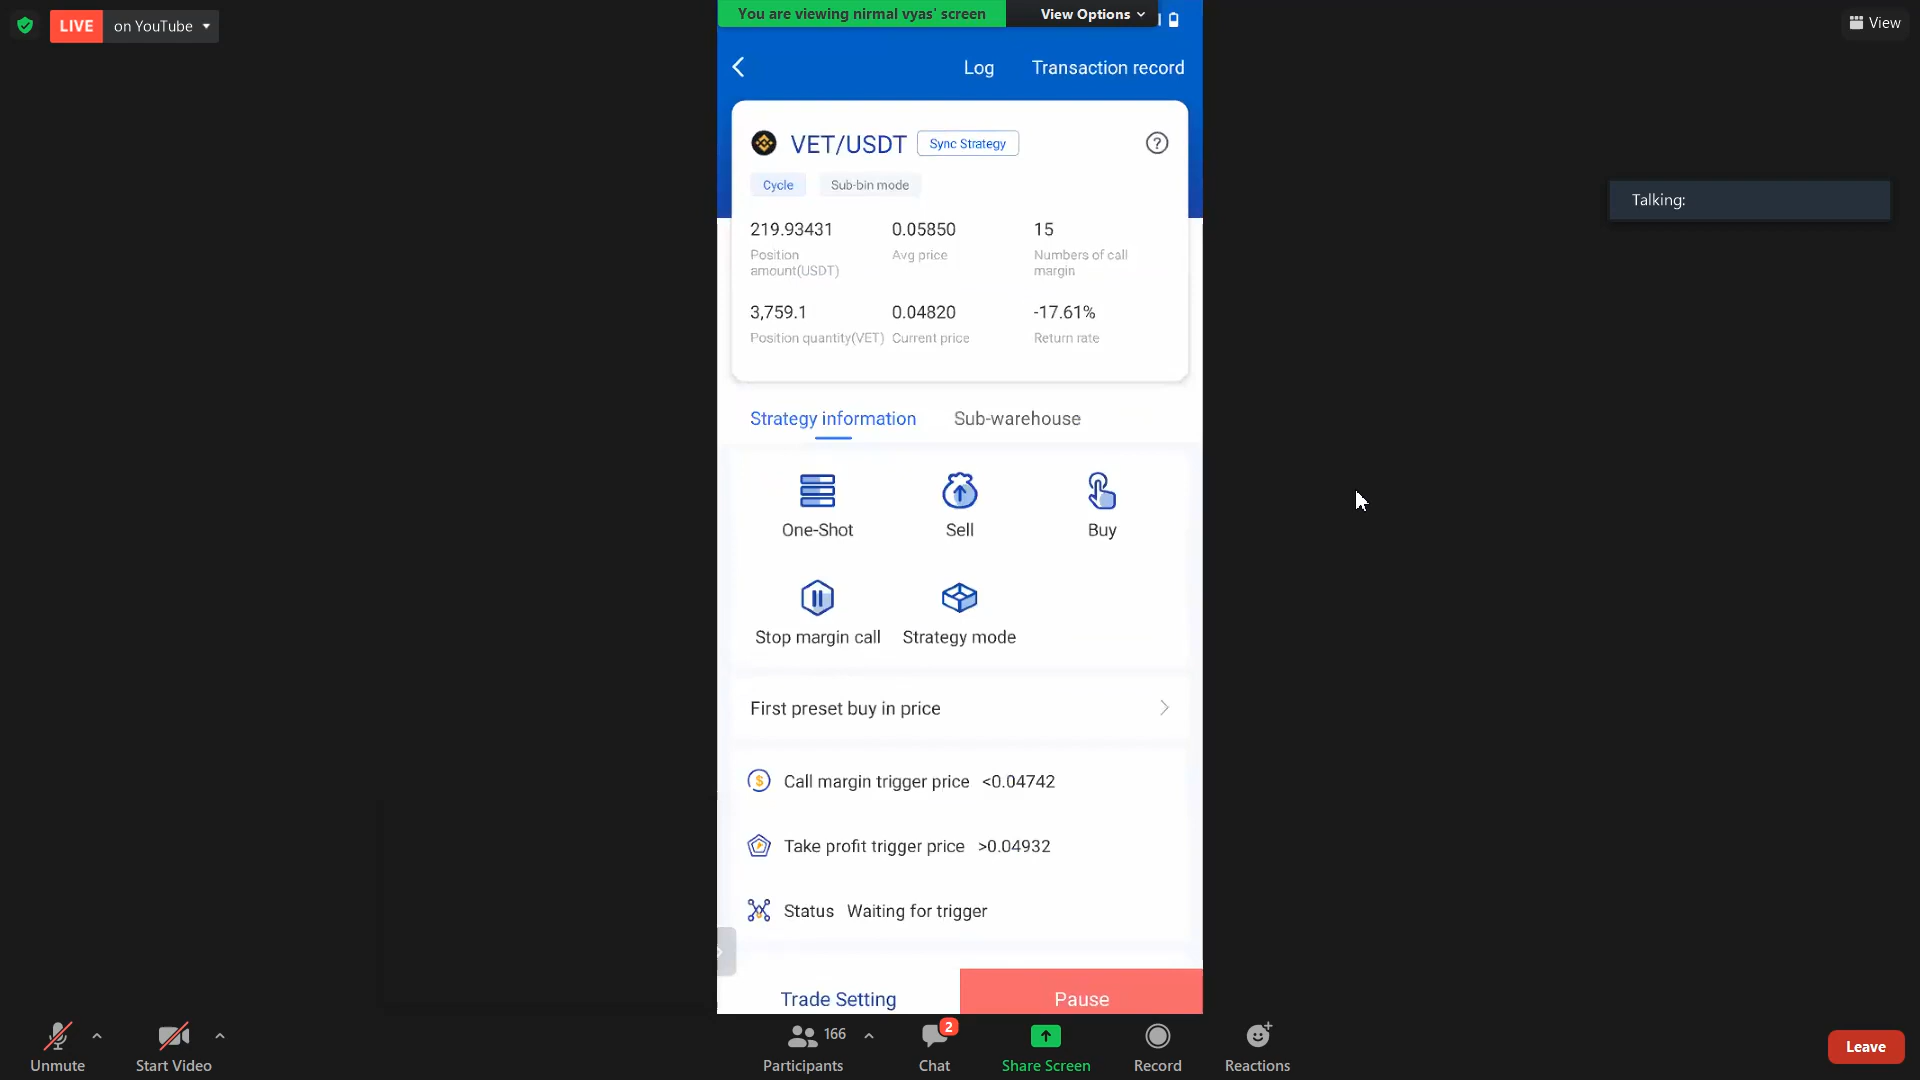 LIVE on YouTube
You are viewing nirmal vyas' screen View Options
View
Log Transaction record
VET/USDT Sync Strategy
Cycle Sub-bin mode
219.93431 0.05850 15
Position amount(USDT) Avg price Numbers of call margin
3,759.1 0.04820 -17.61%
Position quantity(VET) Current price Return rate
Talking:
Strategy information Sub-warehouse
One-Shot Sell Buy
Stop margin call Strategy mode
First preset buy in price
Call margin trigger price <0.04742
Take profit trigger price >0.04932
Status Waiting for trigger
Trade Setting Pause
Unmute Start Video
166
Participants
2
Chat Share Screen Record Reactions
Leave